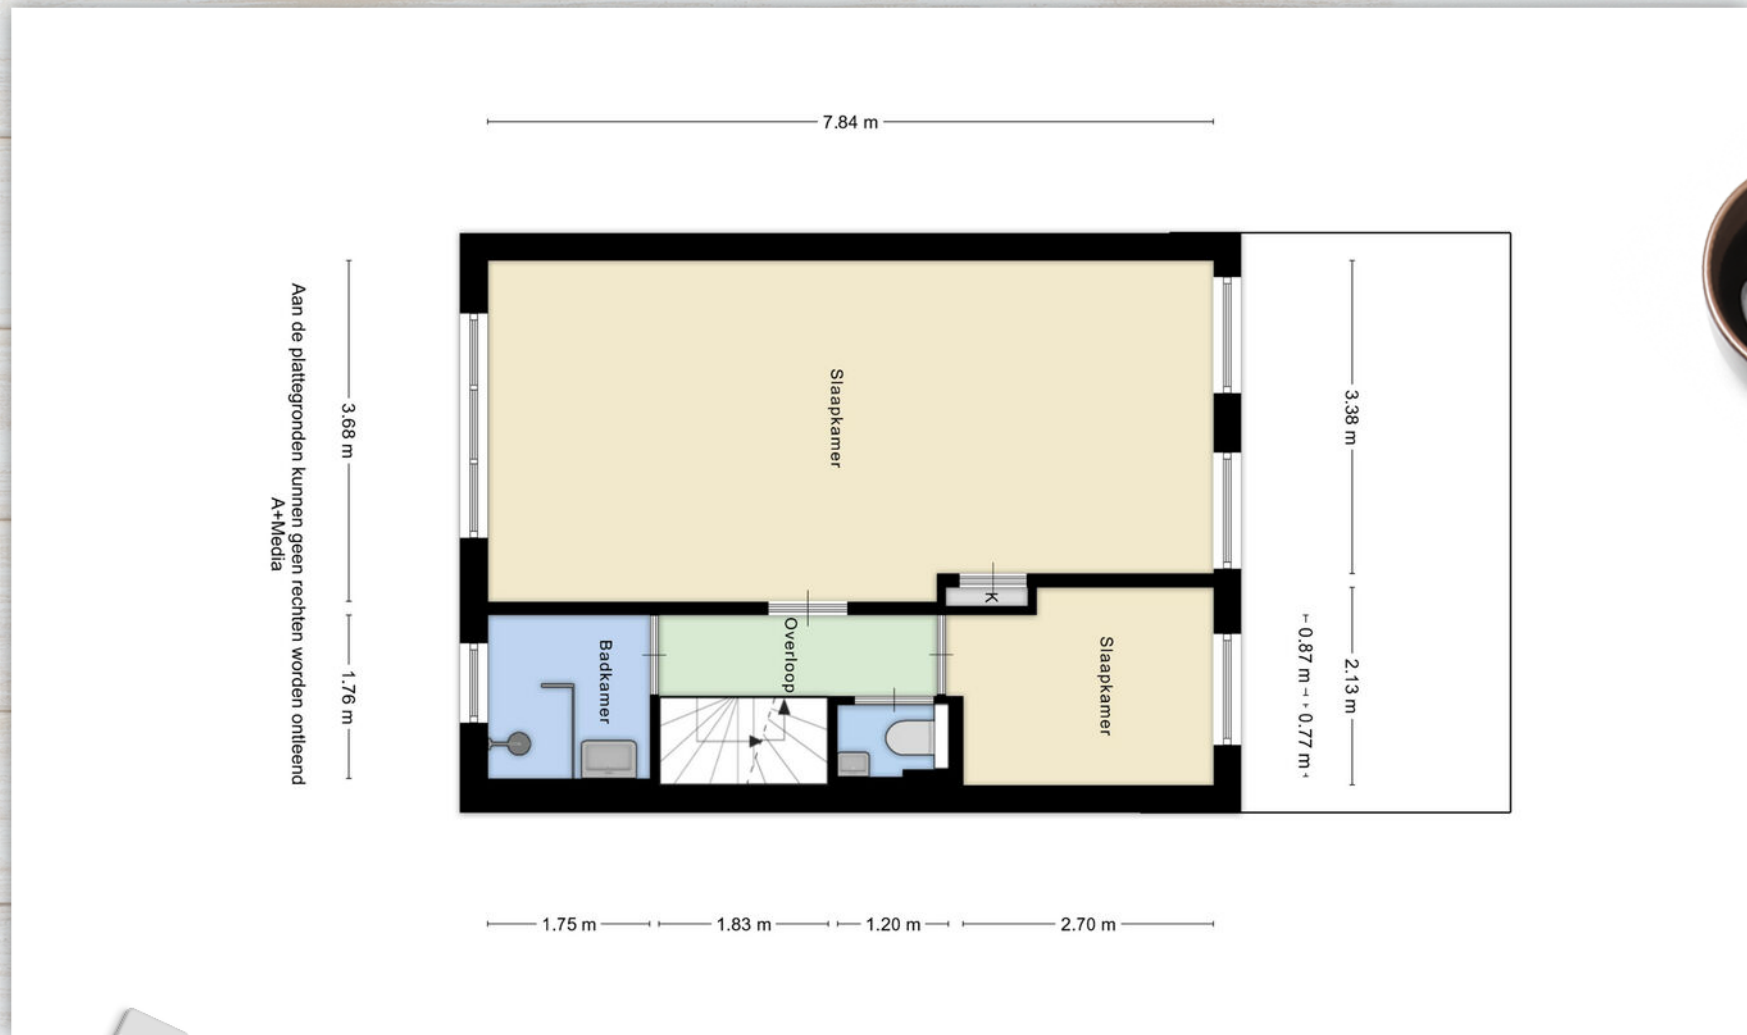 7.84 m
Slaapkamer
3.68 m
3.38 m
Aan de plattegronden kunnen geen rechten worden ontleend
A+Media
K
Overloop
Badkamer
Slaapkamer
1.76 m
0.87 m
0.77 m
2.13 m
1.75 m
1.83 m
1.20 m
2.70 m